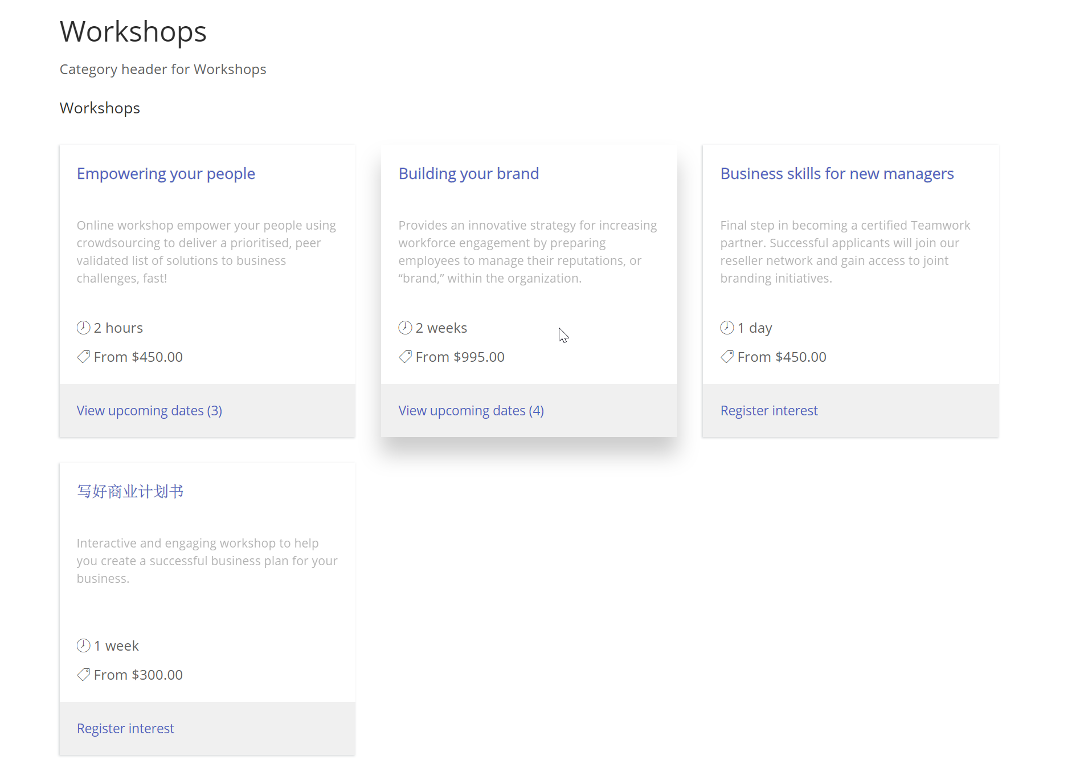 Workshops
Category header for Workshops
Workshops
Empowering your people
Online workshop empower your people using
crowdsourcing to deliver a prioritised, peer
validated list of solutions to business
challenges, fast!
2 hours
From $450.00
View upcoming dates (3)
Building your brand
Provides an innovative strategy for increasing
workforce engagement by preparing
employees to manage their reputations, or
“brand,” within the organization.
2 weeks
From $995.00
View upcoming dates (4)
Business skills for new managers
Final step in becoming a certified Teamwork
partner. Successful applicants will join our
reseller network and gain access to joint
branding initiatives.
1 day
From $450.00
Register interest
写好商业计划书
Interactive and engaging workshop to help
you create a successful business plan for your
business.
1 week
From $300.00
Register interest